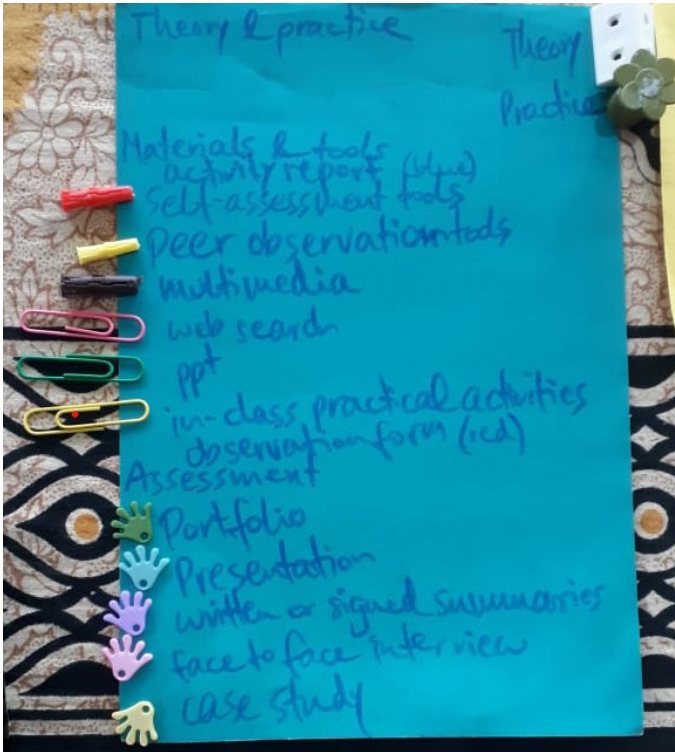 Theory & practice
Theory
Practice
Materials & tools
activity report (blue)
self-assessment tools
peer observation tools
multimedia
web search
ppt
in-class practical activities
observation form (red)
Assessment
Portfolio
Presentation
written or signed summaries
face to face interview
case study